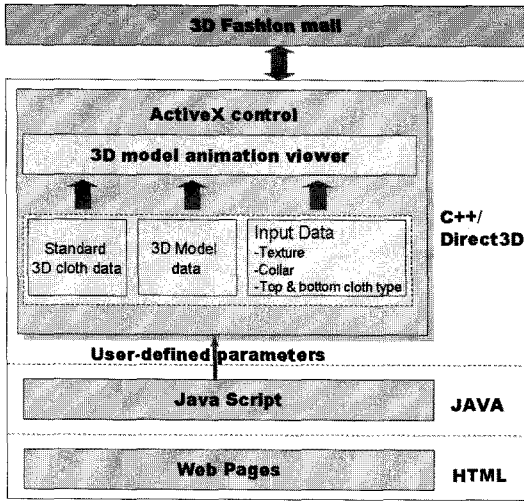 3D Fashion mall
ActiveX control
3D model animation viewer
Standard
3D cloth data
3D Model
data
Input Data
-Texture
-Collar
-Top & bottom cloth type
C++/
Direct3D
User-defined parameters
Java Script
JAVA
Web Pages
HTML